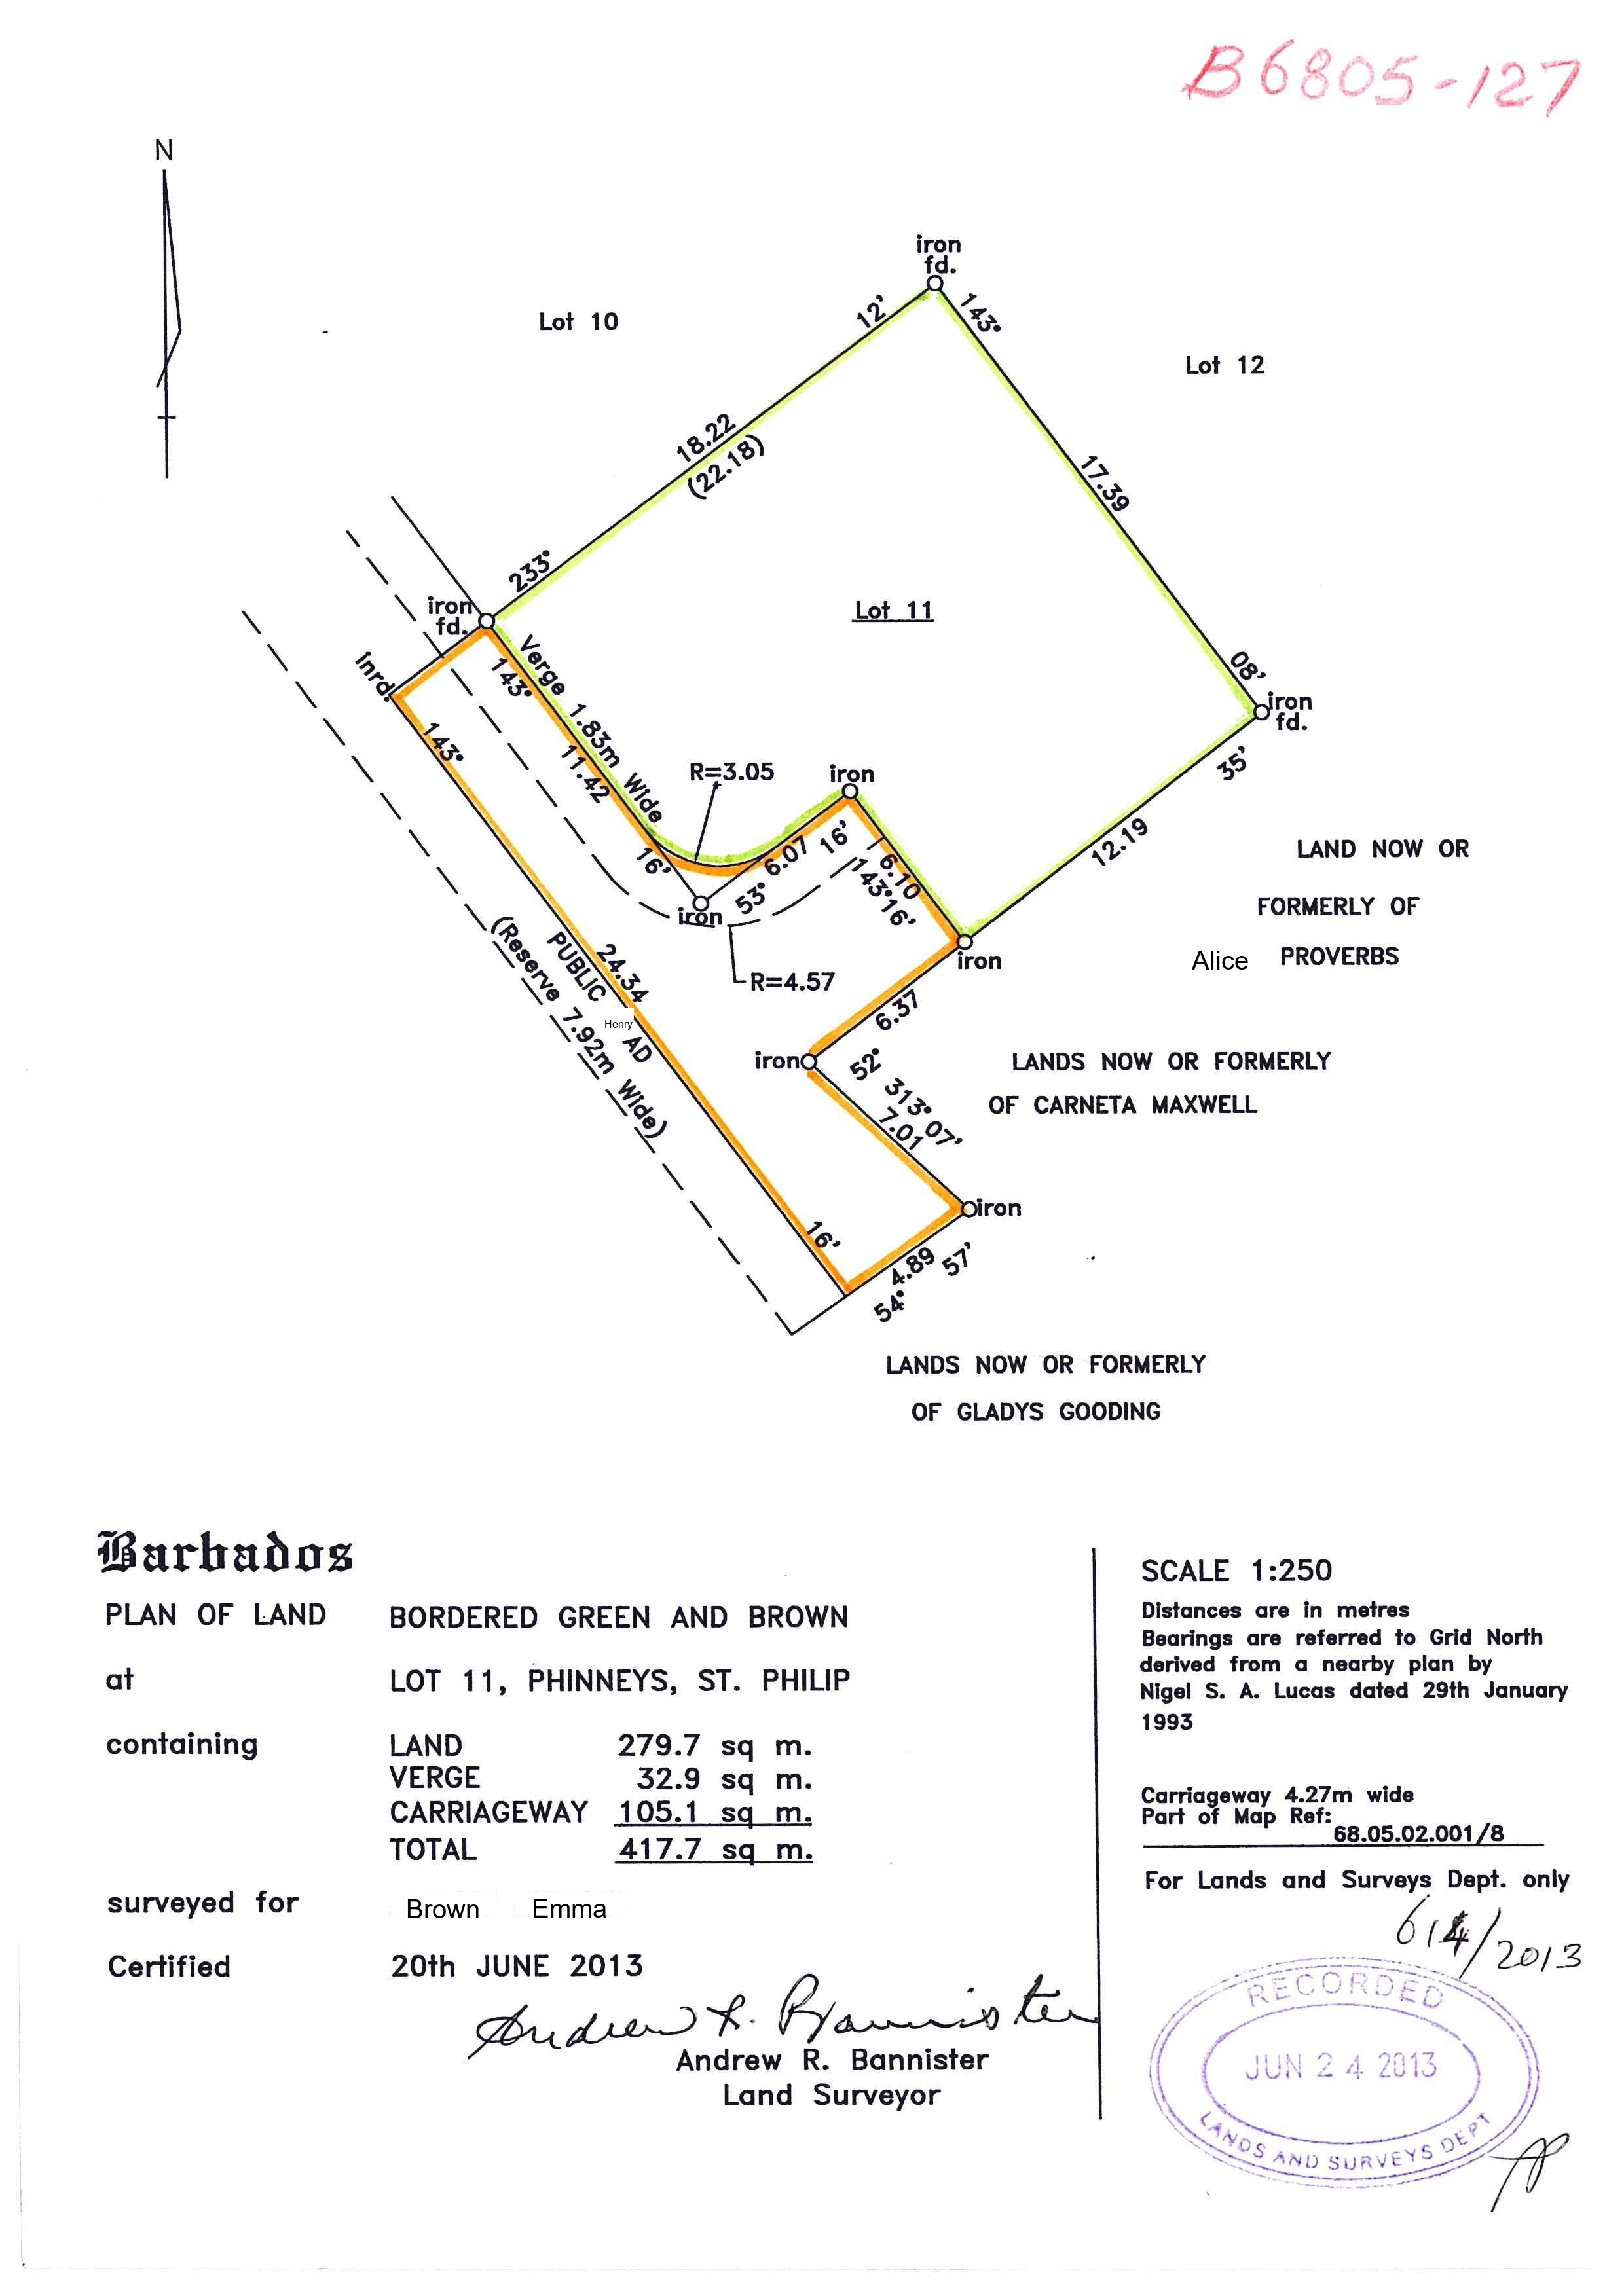 B6805-127
N
iron
fd.
Lot 10
12'
143°
Lot 12
18.22
(22.18)
17.39
233°
iron
fd.
Lot 11
inrd.
143°
Verge 1.83m Wide
08'
iron
fd.
143°
11.42
R=3.05
iron
35'
16'
6.07
16'
53°
iron
6.10
143°16'
12.19
LAND NOW OR
FORMERLY OF
Alice PROVERBS
iron
R=4.57
24.34
PUBLIC
Henry
AD
(Reserve 7.92m Wide)
6.37
iron
52°
313° 07'
7.01
LANDS NOW OR FORMERLY
OF CARNETA MAXWELL
iron
16'
4.89
57'
54°
LANDS NOW OR FORMERLY
OF GLADYS GOODING
Barbados
PLAN OF LAND BORDERED GREEN AND BROWN
at LOT 11, PHINNEYS, ST. PHILIP
containing LAND 279.7 sq m.
VERGE 32.9 sq m.
CARRIAGEWAY 105.1 sq m.
TOTAL 417.7 sq m.
surveyed for Brown Emma
Certified 20th JUNE 2013
Andrew R. Bannister
Andrew R. Bannister
Land Surveyor
SCALE 1:250
Distances are in metres
Bearings are referred to Grid North
derived from a nearby plan by
Nigel S. A. Lucas dated 29th January
1993
Carriageway 4.27m wide
Part of Map Ref:
68.05.02.001/8
For Lands and Surveys Dept. only
614/2013
RECORDED
JUN 24 2013
LANDS AND SURVEYS DEPT